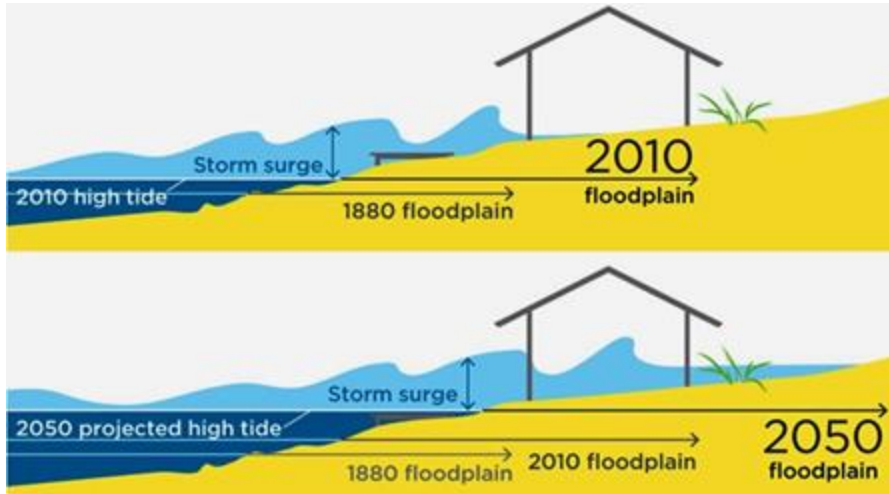 Storm surge
2010 high tide
2010
floodplain
1880 floodplain
Storm surge
2050 projected high tide
2050
floodplain
2010 floodplain
1880 floodplain